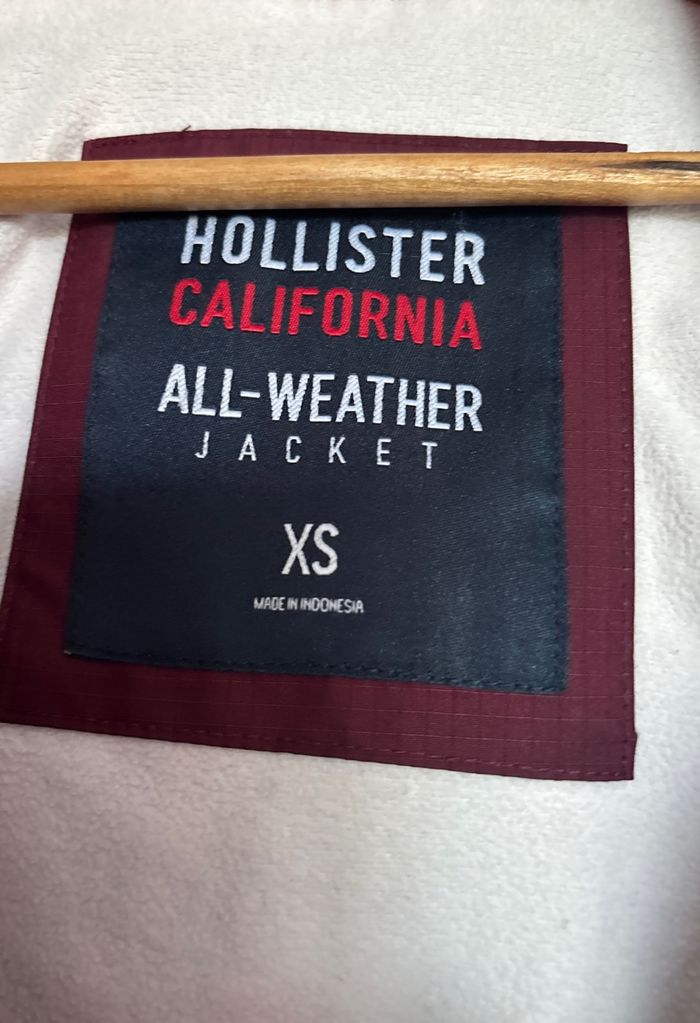 HOLLISTER
CALIFORNIA
ALL-WEATHER
JACKET
XS
MADE IN INDONESIA